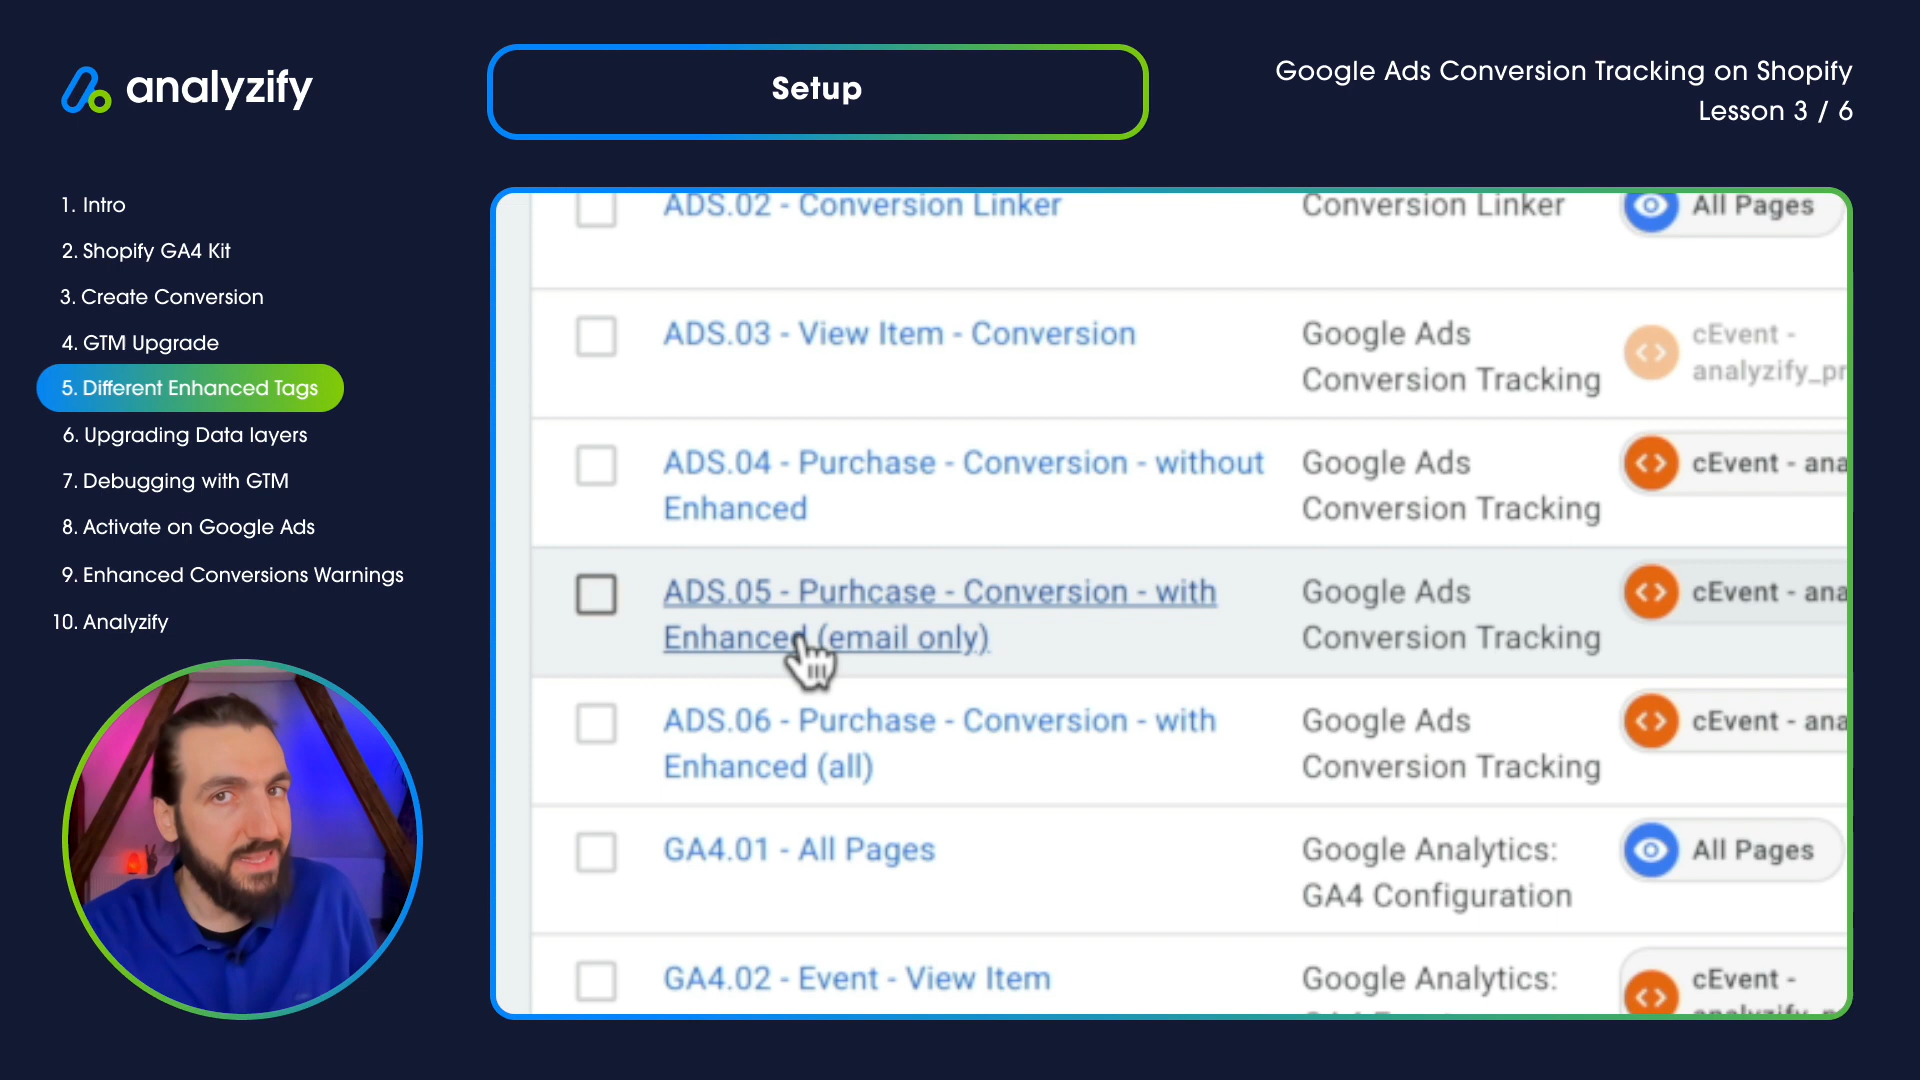 analyzify
Setup
Google Ads Conversion Tracking on Shopify
Lesson 3 / 6
1. Intro
2. Shopify GA4 Kit
3. Create Conversion
4. GTM Upgrade
5. Different Enhanced Tags
6. Upgrading Data layers
7. Debugging with GTM
8. Activate on Google Ads
9. Enhanced Conversions Warnings
10. Analyzify
ADS.02 - Conversion Linker
Conversion Linker
All Pages
ADS.03 - View Item - Conversion
Google Ads
Conversion Tracking
cEvent -
analyzify_pr
ADS.04 - Purchase - Conversion - without
Enhanced
Google Ads
Conversion Tracking
cEvent - ana
ADS.05 - Purhcase - Conversion - with
Enhanced (email only)
Google Ads
Conversion Tracking
cEvent - ana
ADS.06 - Purchase - Conversion - with
Enhanced (all)
Google Ads
Conversion Tracking
cEvent - ana
GA4.01 - All Pages
Google Analytics:
GA4 Configuration
All Pages
GA4.02 - Event - View Item
Google Analytics:
cEvent -